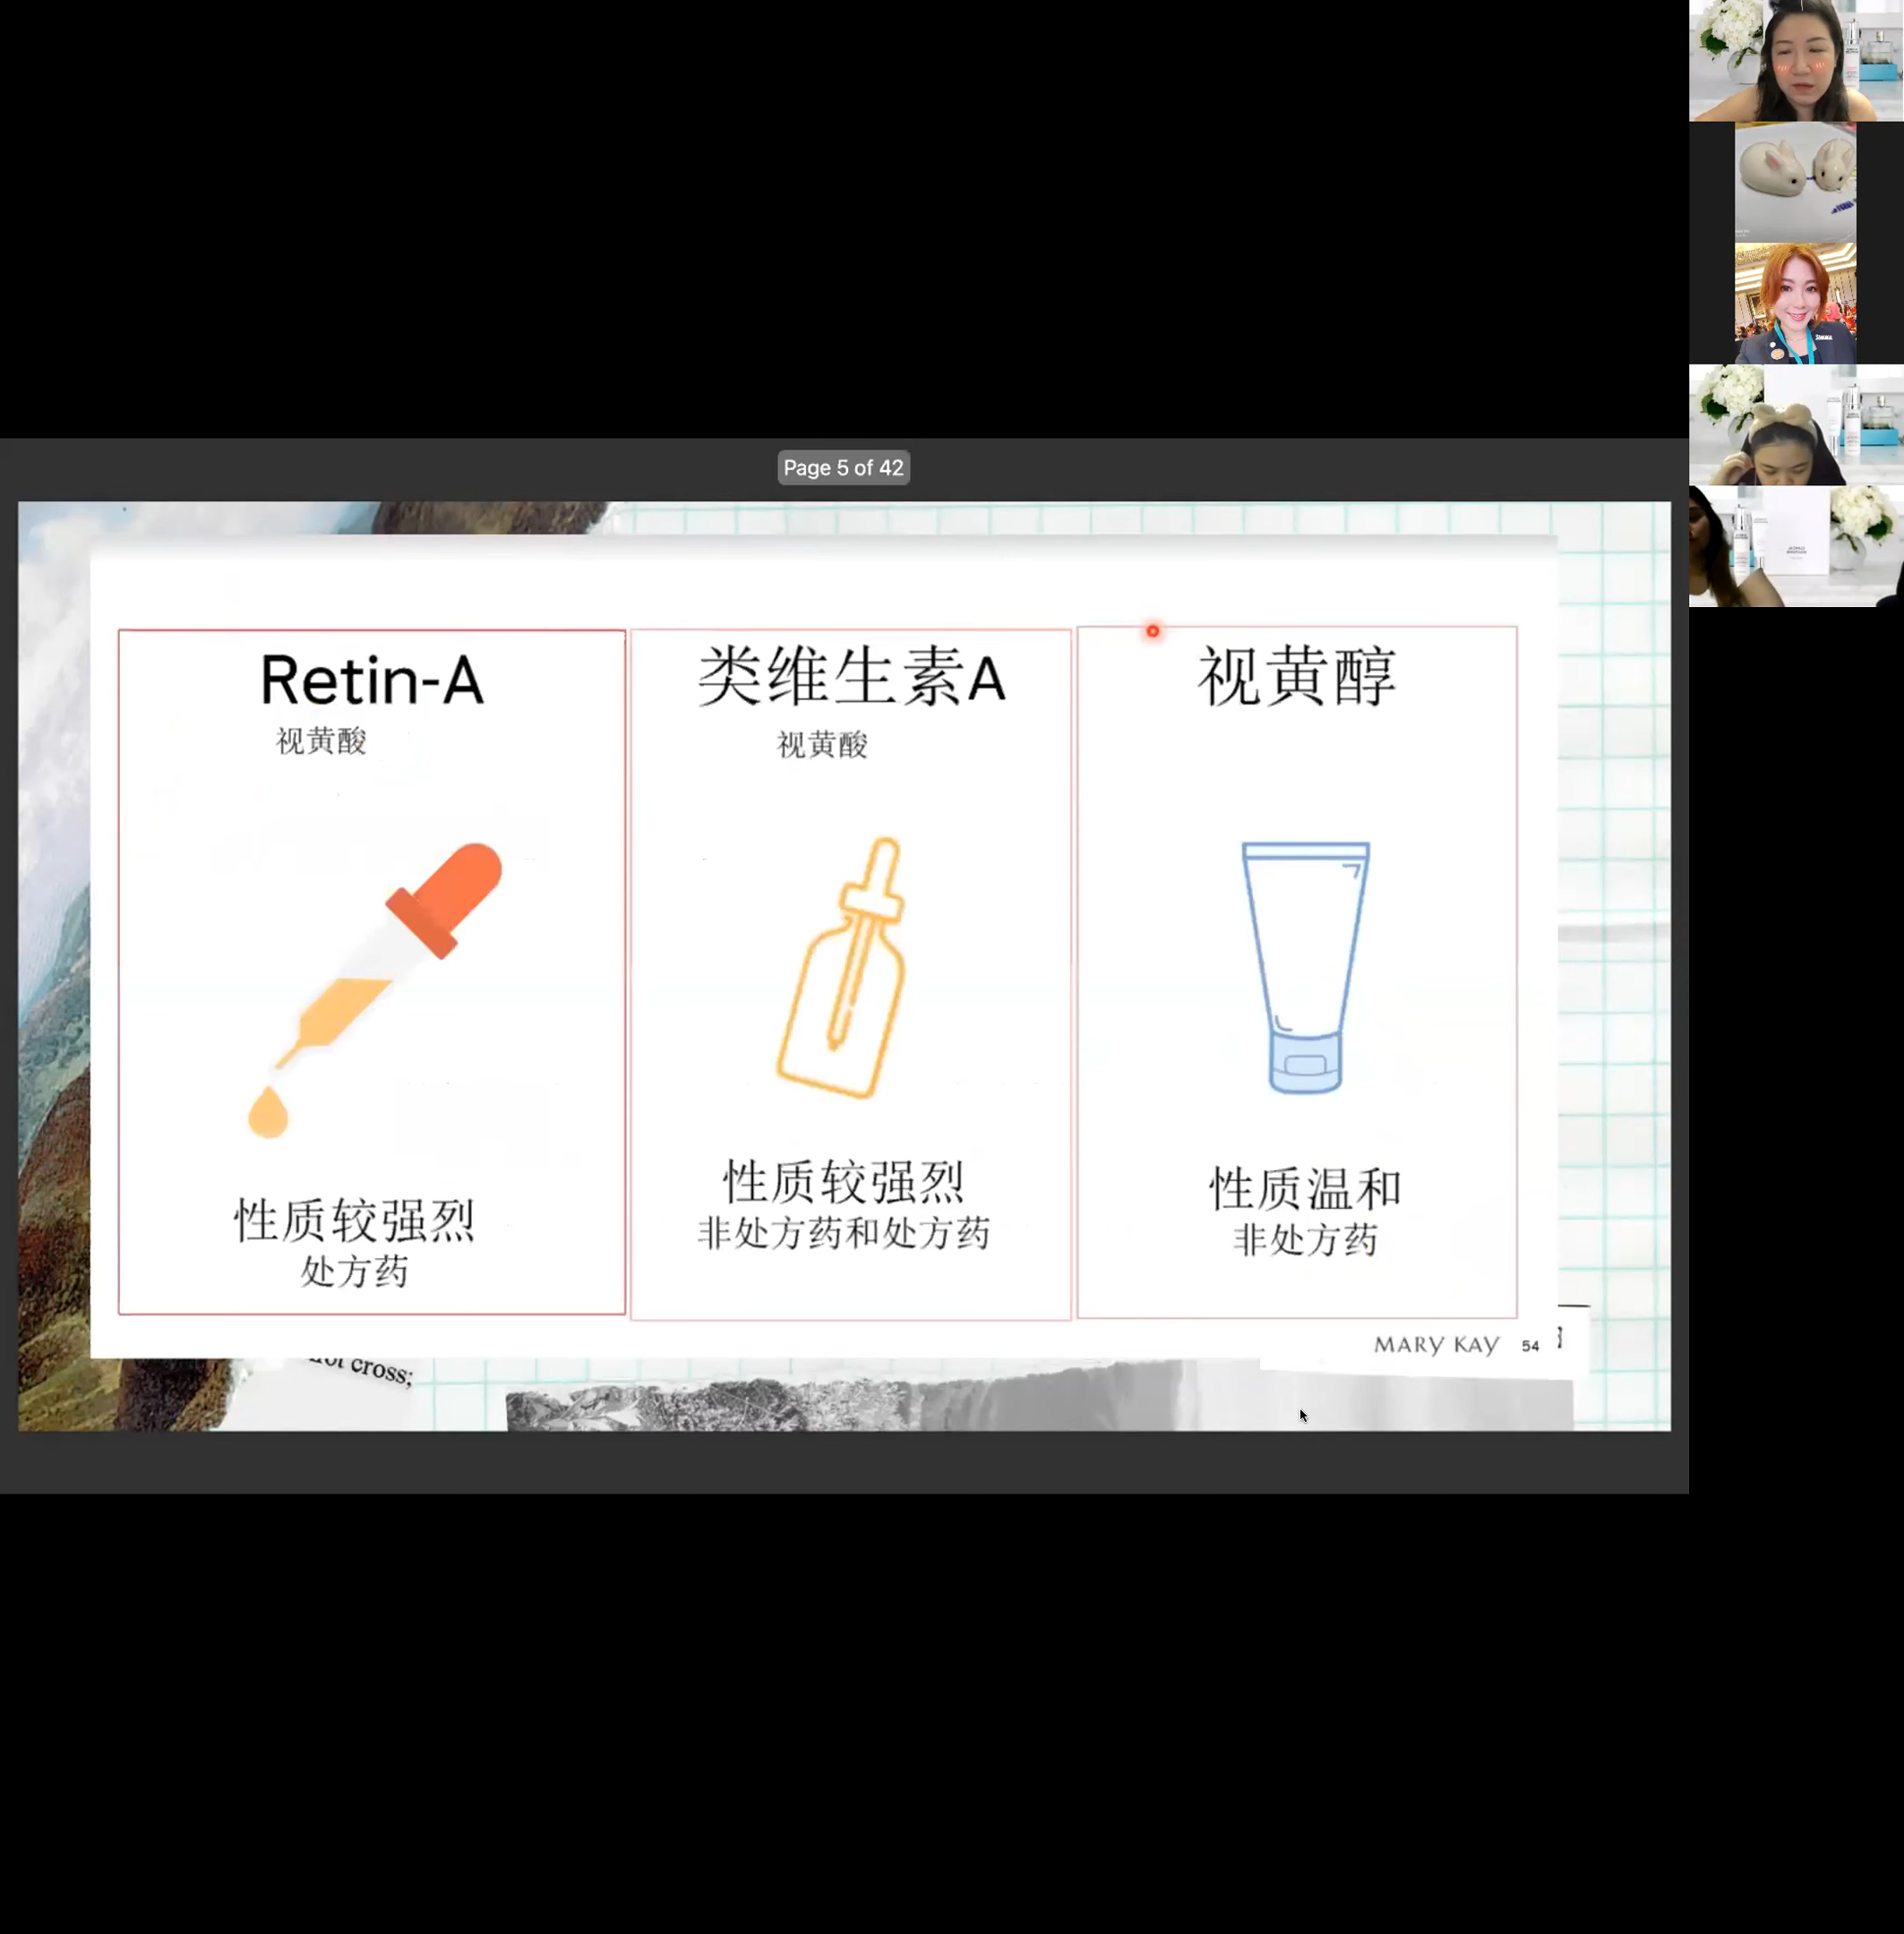 Page 5 of 42
Retin-A
视黄酸
性质较强烈
处方药
类维生素A
视黄酸
性质较强烈
非处方药和处方药
视黄醇
性质温和
非处方药
MARY KAY 54
not cross;